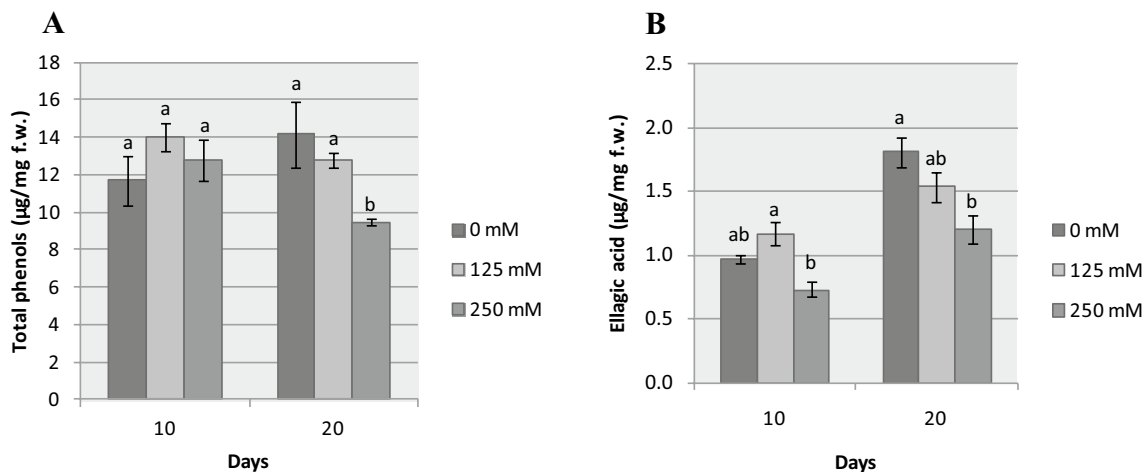 A
Total phenols (µg/mg f.w.)
18
16
14
12
10
8
6
4
2
0
a
a
a
a
a
b
10
20
Days
0 mM
125 mM
250 mM
B
Ellagic acid (µg/mg f.w.)
2.5
2.0
1.5
1.0
0.5
0.0
ab
a
b
a
ab
b
10
20
Days
0 mM
125 mM
250 mM